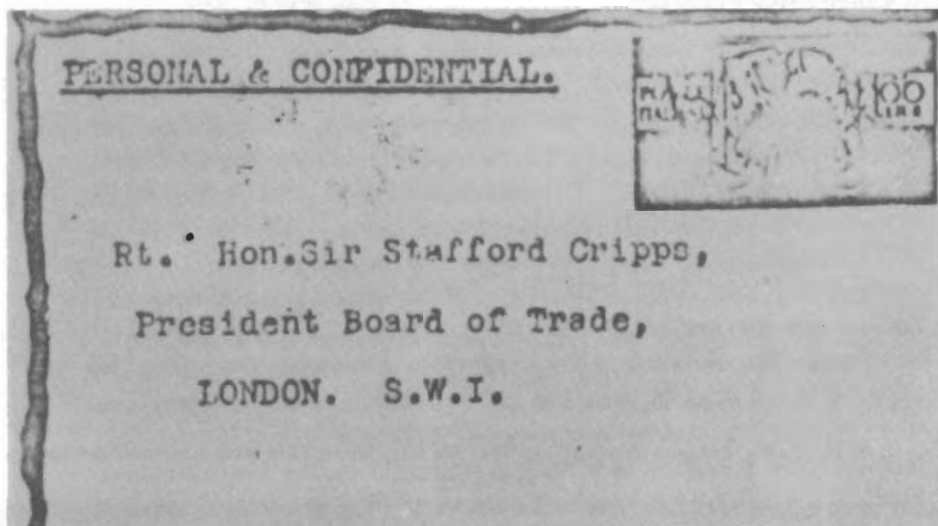 PERSONAL & CONFIDENTIAL.
Rt. Hon.Sir Stafford Cripps,
President Board of Trade,
LONDON. S.W.I.